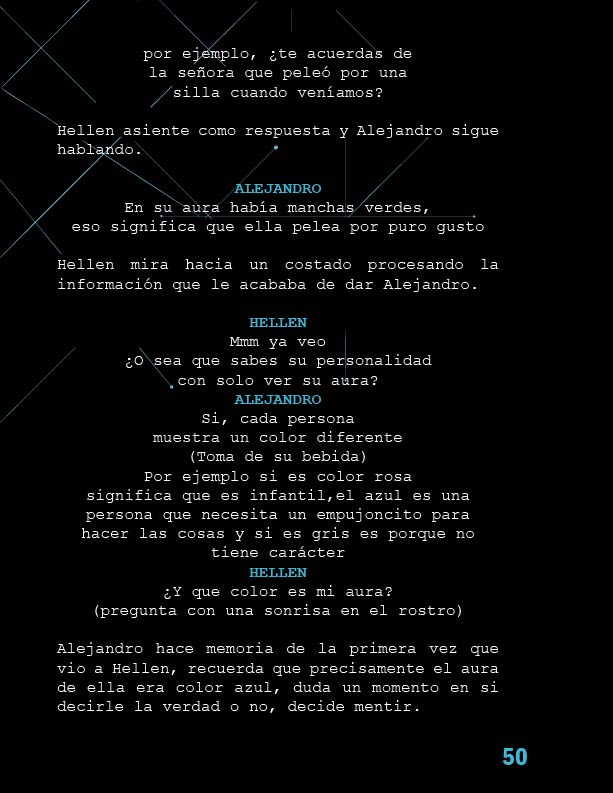 por ejemplo, ¿te acuerdas de
la señora que peleó por una
silla cuando veníamos?
Hellen asiente como respuesta y Alejandro sigue
hablando.
ALEJANDRO
En su aura había manchas verdes,
eso significa que ella pelea por puro gusto
Hellen mira hacia un costado procesando la
información que le acababa de dar Alejandro.
HELLEN
Mmm ya veo
¿O sea que sabes su personalidad
con solo ver su aura?
ALEJANDRO
Si, cada persona
muestra un color diferente
(Toma de su bebida)
Por ejemplo si es color rosa
significa que es infantil,el azul es una
persona que necesita un empujoncito para
hacer las cosas y si es gris es porque no
tiene carácter
HELLEN
¿Y que color es mi aura?
(pregunta con una sonrisa en el rostro)
Alejandro hace memoria de la primera vez que
vio a Hellen, recuerda que precisamente el aura
de ella era color azul, duda un momento en si
decirle la verdad o no, decide mentir.
50